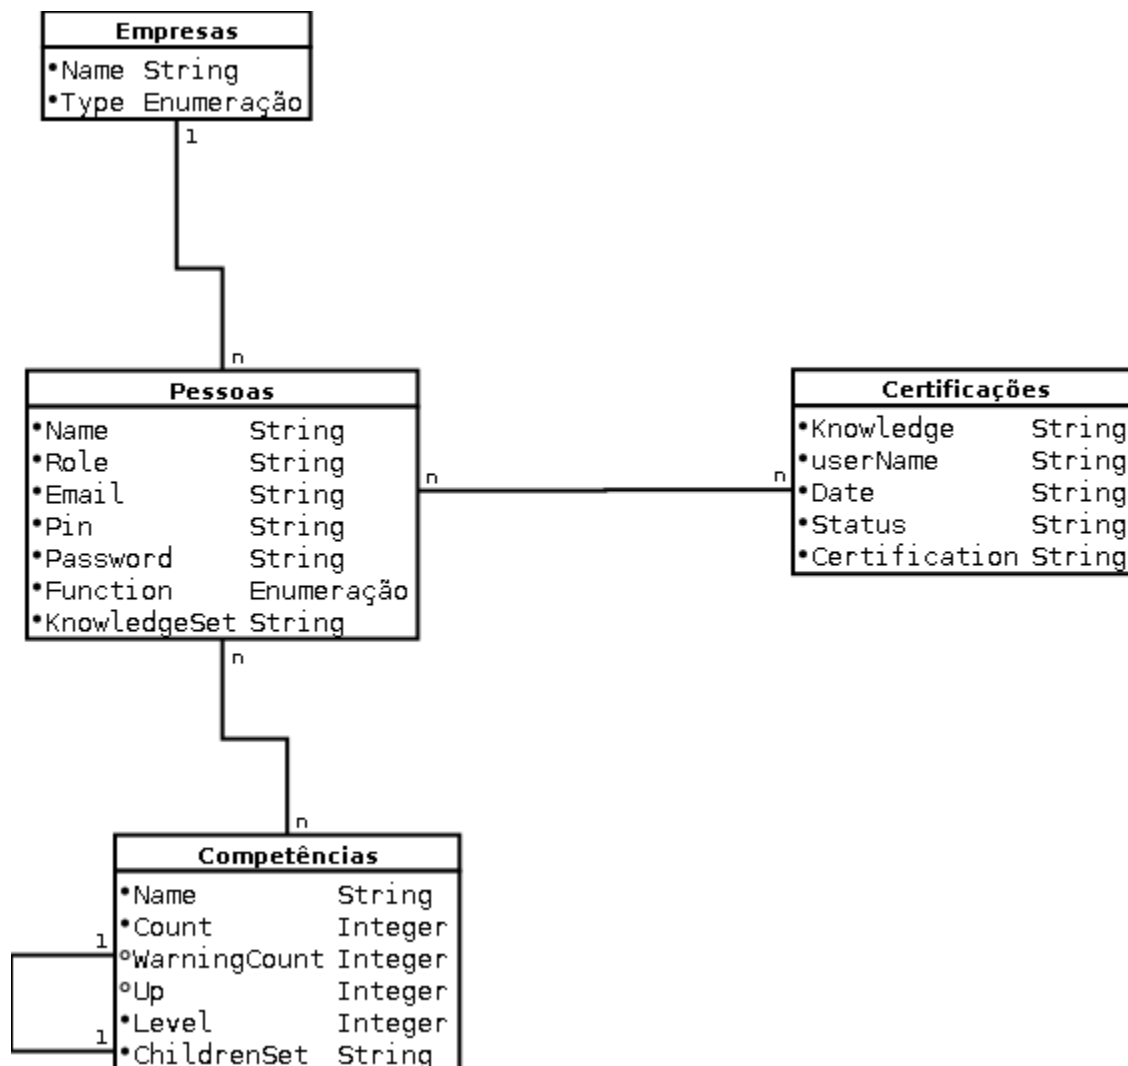 Empresas
•Name String
•Type Enumeração
1
n
Pessoas
•Name String
•Role String
•Email String
•Pin String
•Password String
•Function Enumeração
•KnowledgeSet String
n
n
Certificações
•Knowledge String
•userName String
•Date String
•Status String
•Certification String
n
n
Competências
•Name String
•Count Integer
1
◦WarningCount Integer
◦Up Integer
•Level Integer
1
•ChildrenSet String